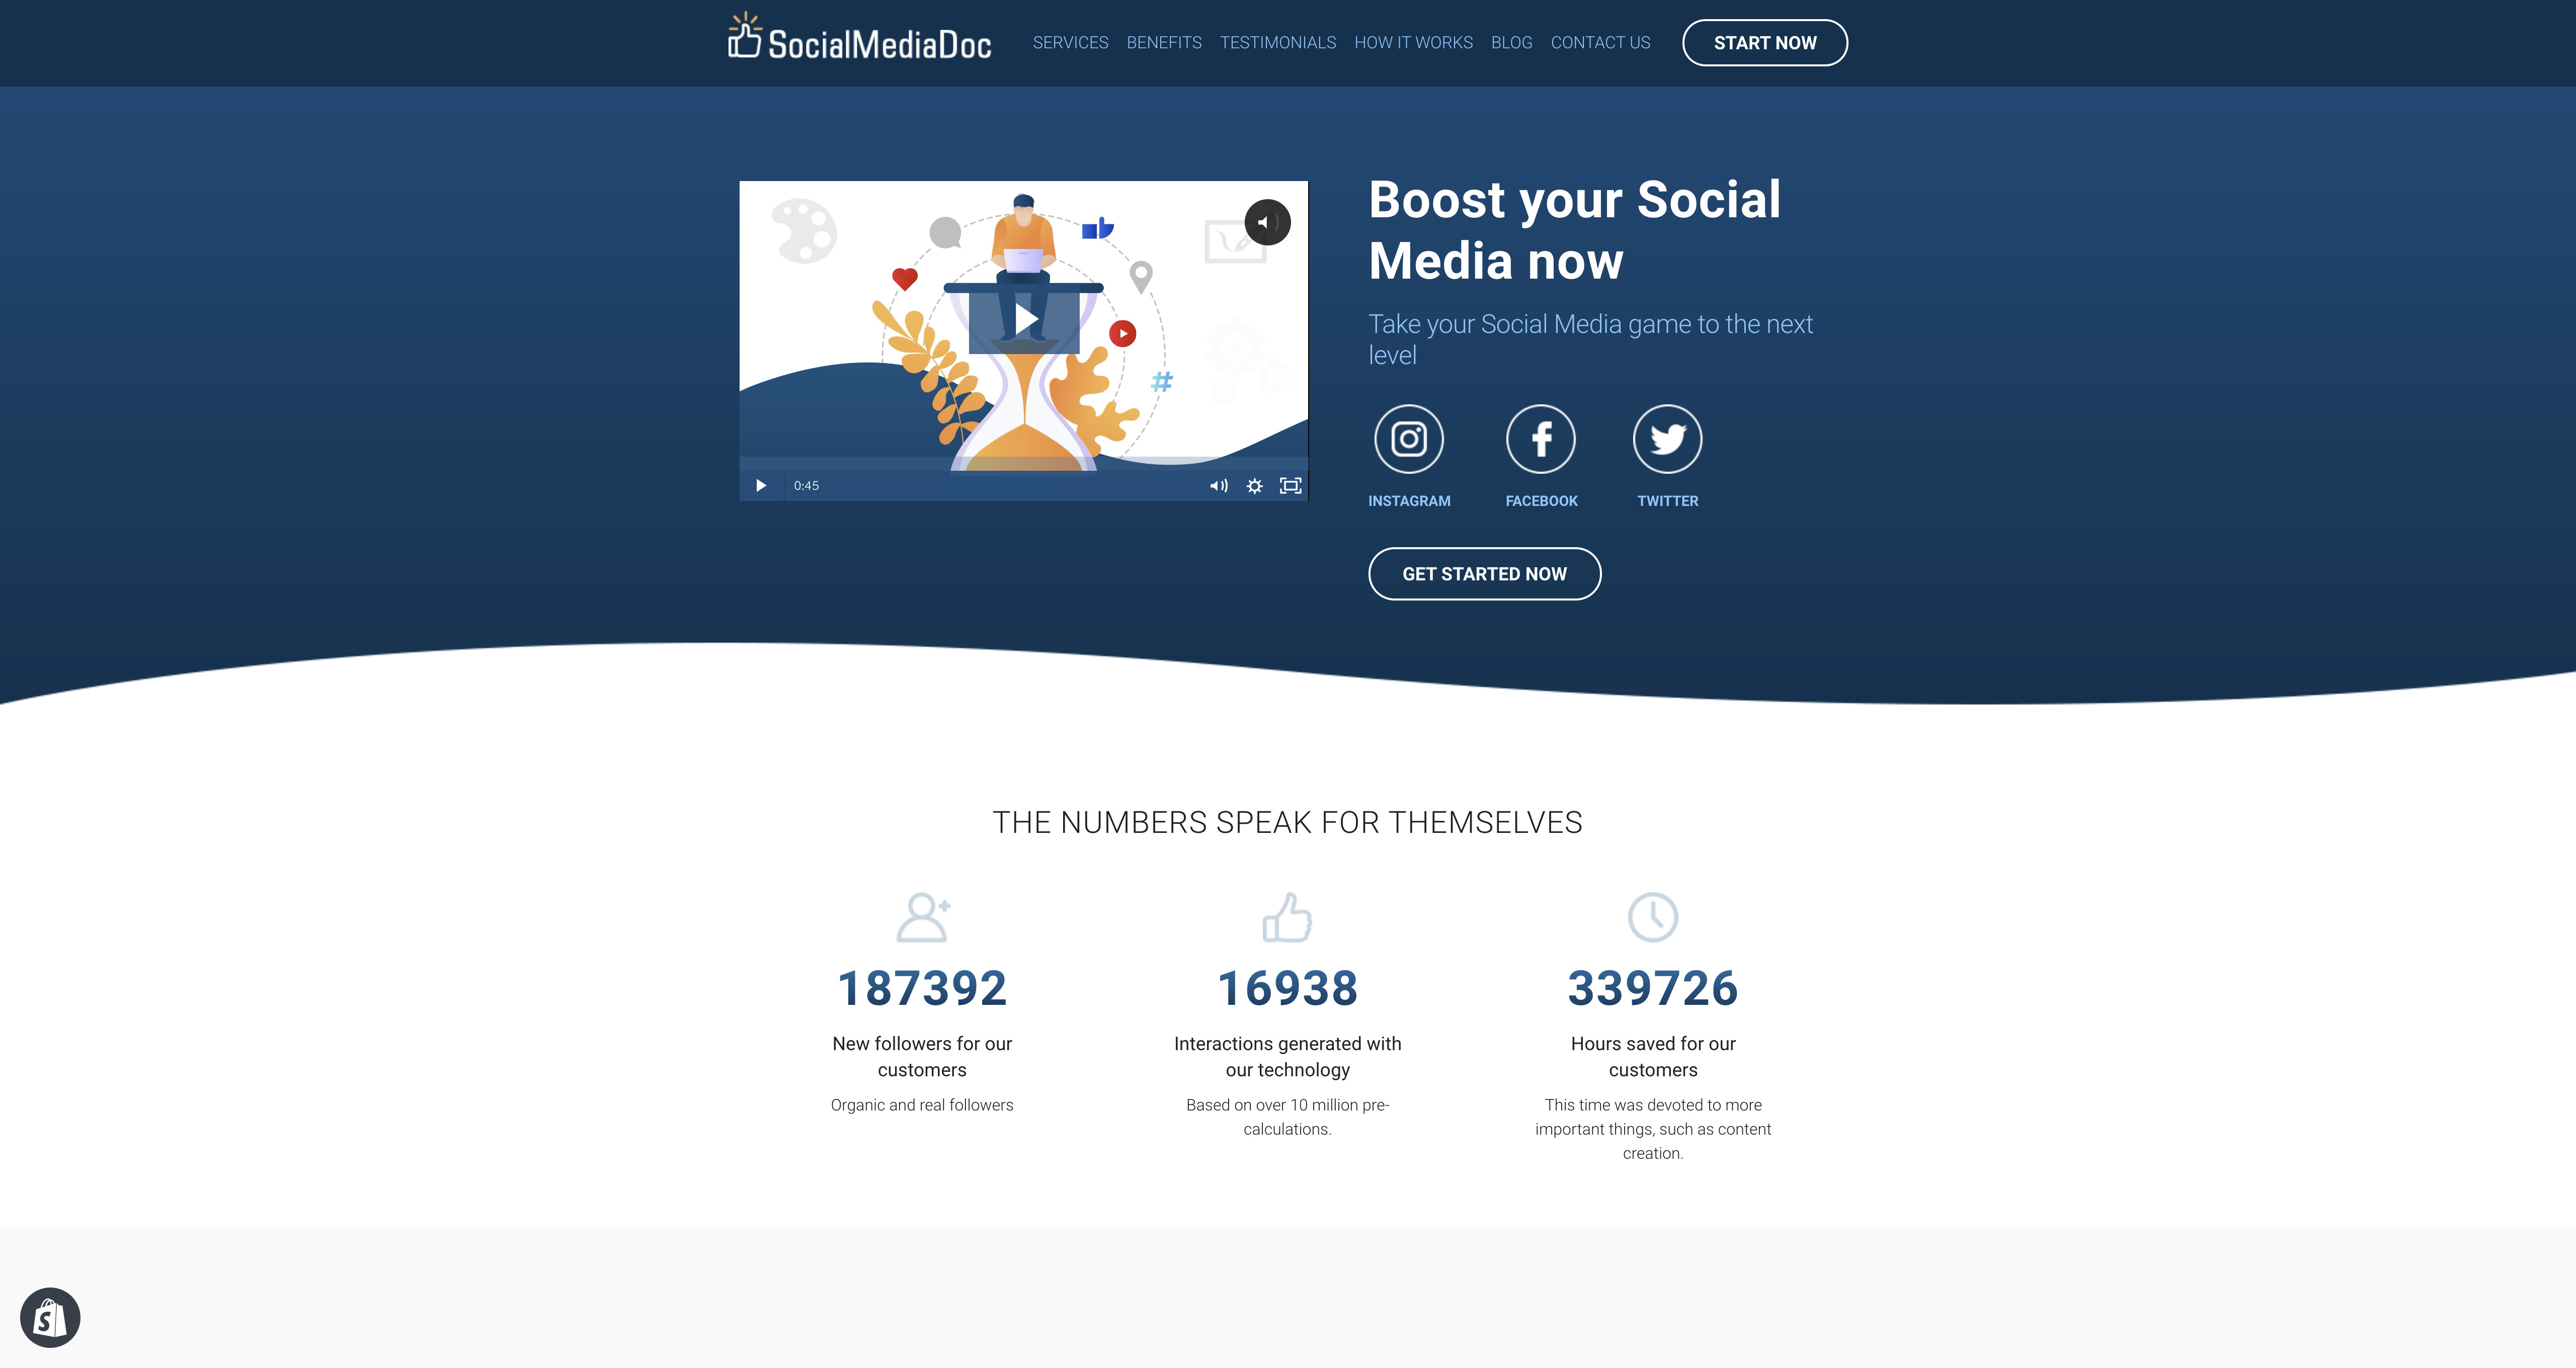 SocialMediaDoc
SERVICES BENEFITS TESTIMONIALS HOW IT WORKS BLOG CONTACT US START NOW
Boost your Social
Media now
Take your Social Media game to the next
level
#
INSTAGRAM FACEBOOK TWITTER
0:45
GET STARTED NOW
THE NUMBERS SPEAK FOR THEMSELVES
187392
New followers for our
customers
Organic and real followers
16938
Interactions generated with
our technology
Based on over 10 million pre-
calculations.
339726
Hours saved for our
customers
This time was devoted to more
important things, such as content
creation.